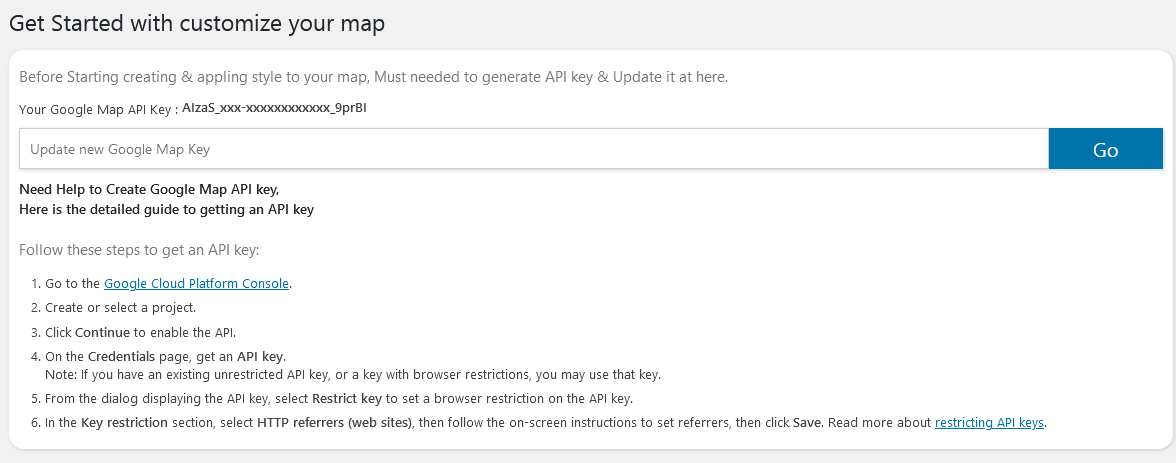 Get Started with customize your map
Before Starting creating & appling style to your map, Must needed to generate API key & Update it at here.
Your Google Map API Key : AIzaS_xxx-xxxxxxxxxxxx_9prBI
Update new Google Map Key
Go
Need Help to Create Google Map API key,
Here is the detailed guide to getting an API key
Follow these steps to get an API key:
1. Go to the Google Cloud Platform Console.
2. Create or select a project.
3. Click Continue to enable the API.
4. On the Credentials page, get an API key.
Note: If you have an existing unrestricted API key, or a key with browser restrictions, you may use that key.
5. From the dialog displaying the API key, select Restrict key to set a browser restriction on the API key.
6. In the Key restriction section, select HTTP referrers (web sites), then follow the on-screen instructions to set referrers, then click Save. Read more about restricting API keys.